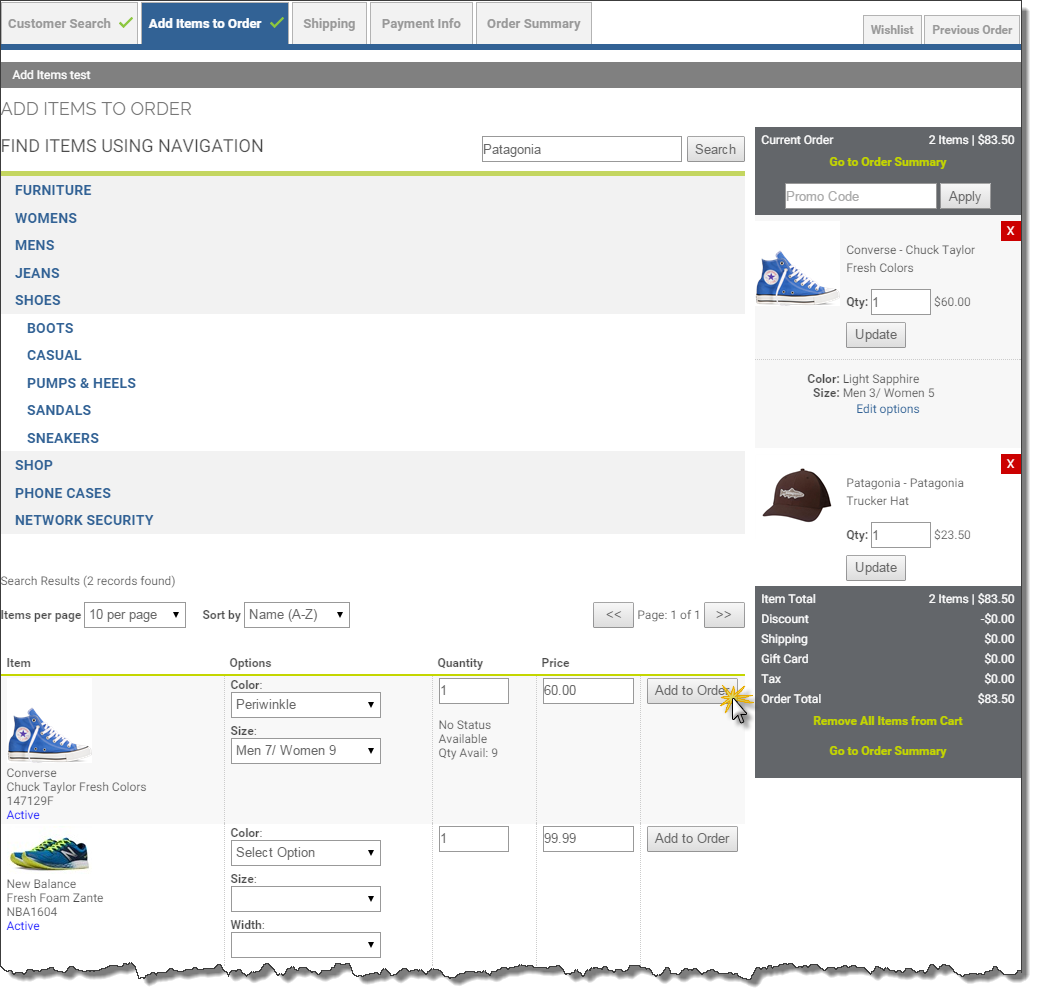 Customer Search
Add Items to Order
Shipping
Payment Info
Order Summary
Wishlist
Previous Order
Add Items test
ADD ITEMS TO ORDER
FIND ITEMS USING NAVIGATION
Patagonia
Search
FURNITURE
WOMENS
MENS
JEANS
SHOES
BOOTS
CASUAL
PUMPS & HEELS
SANDALS
SNEAKERS
SHOP
PHONE CASES
NETWORK SECURITY
Current Order 2 Items | $83.50
Go to Order Summary
Promo Code Apply
X
Converse - Chuck Taylor
Fresh Colors
Qty: 1 $60.00
Update
Color: Light Sapphire
Size: Men 3/ Women 5
Edit options
X
Patagonia - Patagonia
Trucker Hat
Qty: 1 $23.50
Update
Item Total 2 Items | $83.50
Discount -$0.00
Shipping $0.00
Gift Card $0.00
Tax $0.00
Order Total $83.50
Remove All Items from Cart
Go to Order Summary
Search Results (2 records found)
Items per page 10 per page Sort by Name (A-Z) << Page: 1 of 1 >>
Item Options Quantity Price
Color:
Periwinkle
Size:
Men 7/ Women 9
1
No Status
Available
Qty Avail: 9
60.00
Add to Order
Converse
Chuck Taylor Fresh Colors
147129F
Active
Color:
Select Option
Size:
Width:
1
99.99
Add to Order
New Balance
Fresh Foam Zante
NBA1604
Active